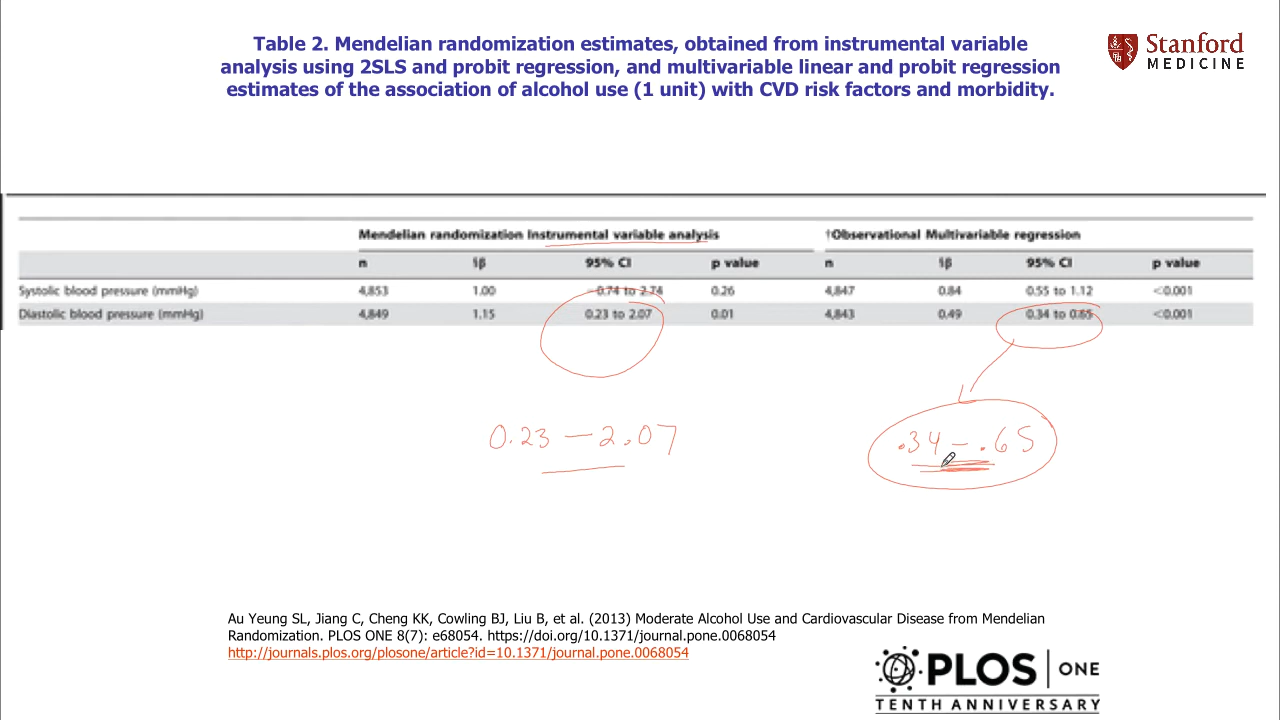 Table 2. Mendelian randomization estimates, obtained from instrumental variable
analysis using 2SLS and probit regression, and multivariable linear and probit regression
estimates of the association of alcohol use (1 unit) with CVD risk factors and morbidity.
Stanford
MEDICINE
Mendelian randomization Instrumental variable analysis †Observational Multivariable regression
n ‡β 95% CI p value n ‡β 95% CI p value
Systolic blood pressure (mmHg) 4,853 1.00 −0.74 to 2.74 0.26 4,847 0.84 0.55 to 1.12 <0.001
Diastolic blood pressure (mmHg) 4,849 1.15 0.23 to 2.07 0.01 4,843 0.49 0.34 to 0.65 <0.001
0.23 — 2.07 .34 – .65
Au Yeung SL, Jiang C, Cheng KK, Cowling BJ, Liu B, et al. (2013) Moderate Alcohol Use and Cardiovascular Disease from Mendelian
Randomization. PLOS ONE 8(7): e68054. https://doi.org/10.1371/journal.pone.0068054
http://journals.plos.org/plosone/article?id=10.1371/journal.pone.0068054
PLOS | ONE
TENTH ANNIVERSARY